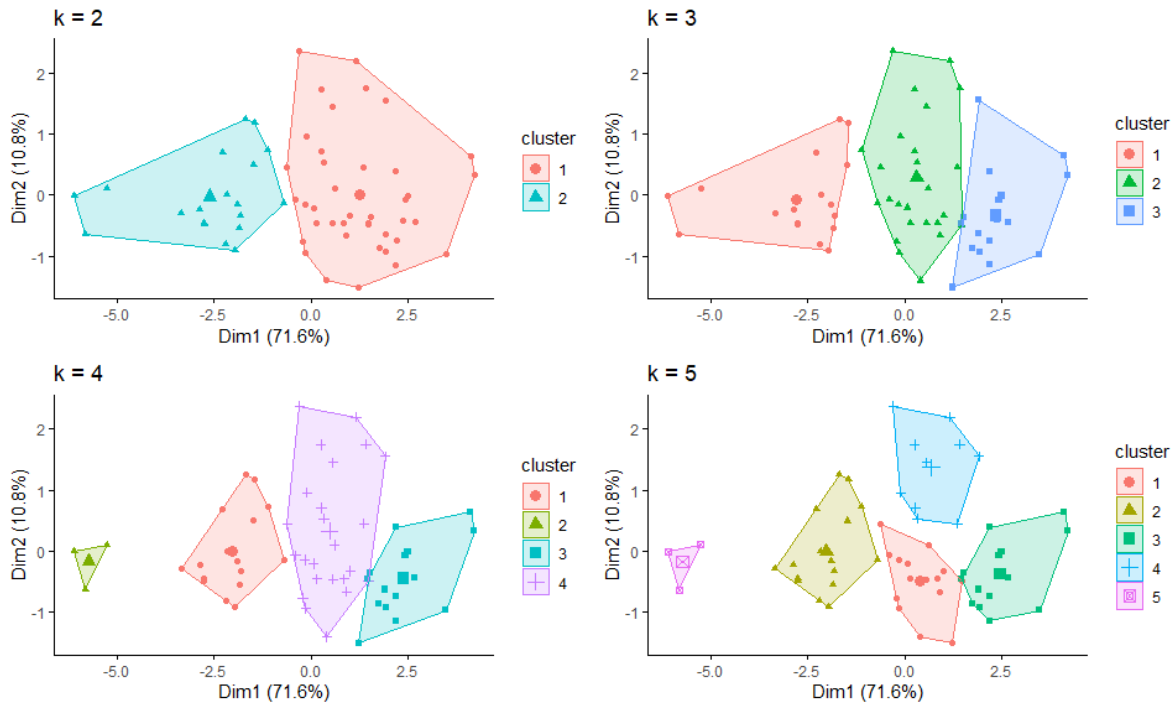 k = 2
2
1
0
-1
Dim2 (10.8%)
-5.0
-2.5
0.0
2.5
Dim1 (71.6%)
cluster
1
2
k = 3
2
1
0
-1
Dim2 (10.8%)
-5.0
-2.5
0.0
2.5
Dim1 (71.6%)
cluster
1
2
3
k = 4
2
1
0
-1
Dim2 (10.8%)
-5.0
-2.5
0.0
2.5
Dim1 (71.6%)
cluster
1
2
3
4
k = 5
2
1
0
-1
Dim2 (10.8%)
-5.0
-2.5
0.0
2.5
Dim1 (71.6%)
cluster
1
2
3
4
5